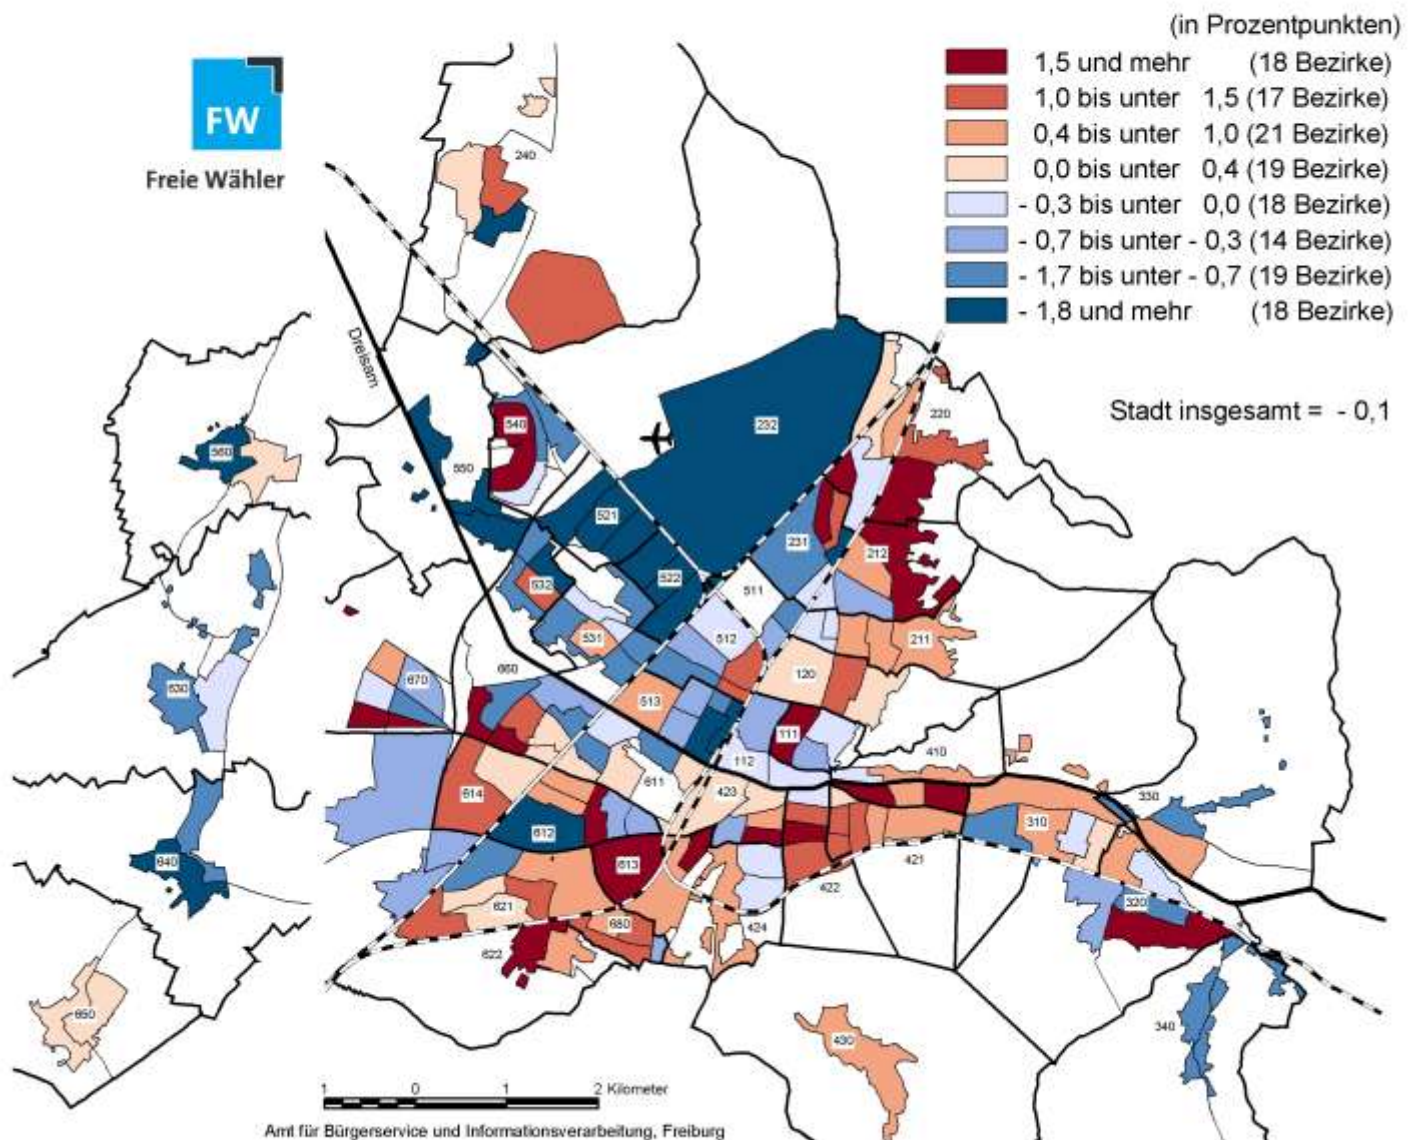 (in Prozentpunkten)
1,5 und mehr (18 Bezirke)
1,0 bis unter 1,5 (17 Bezirke)
0,4 bis unter 1,0 (21 Bezirke)
0,0 bis unter 0,4 (19 Bezirke)
- 0,3 bis unter 0,0 (18 Bezirke)
- 0,7 bis unter - 0,3 (14 Bezirke)
- 1,7 bis unter - 0,7 (19 Bezirke)
- 1,8 und mehr (18 Bezirke)
FW
Freie Wähler
240
Dreisam
Stadt insgesamt = - 0,1
220
540
232
560
550
521
231
212
522
532
511
531
512
211
660
120
670
630
513
111
410
112
611
614
423
330
612
310
640
613
421
422
621
320
680
424
622
650
340
430
1 0 1 2 Kilometer
Amt für Bürgerservice und Informationsverarbeitung, Freiburg